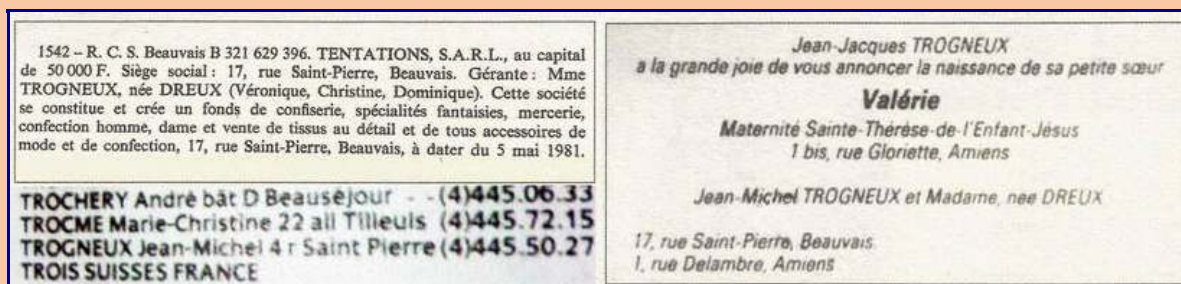 1542 – R. C. S. Beauvais B 321 629 396. TENTATIONS, S.A.R.L., au capital
de 50 000 F. Siège social : 17, rue Saint-Pierre, Beauvais. Gérante : Mme
TROGNEUX, née DREUX (Véronique, Christine, Dominique). Cette société
se constitue et crée un fonds de confiserie, spécialités fantaisies, mercerie,
confection homme, dame et vente de tissus au détail et de tous accessoires de
mode et de confection, 17, rue Saint-Pierre, Beauvais, à dater du 5 mai 1981.
TROCHERY André bât D Beauséjour - - (4)445.06.33
TROCME Marie-Christine 22 all Tilleuls (4)445.72.15
TROGNEUX Jean-Michel 4 r Saint Pierre (4)445.50.27
TROIS SUISSES FRANCE
Jean-Jacques TROGNEUX
a la grande joie de vous annoncer la naissance de sa petite sœur
Valérie
Maternité Sainte-Thérèse-de-l'Enfant-Jésus
1 bis, rue Gloriette, Amiens
Jean-Michel TROGNEUX et Madame, née DREUX
17, rue Saint-Pierre, Beauvais
1, rue Delambre, Amiens